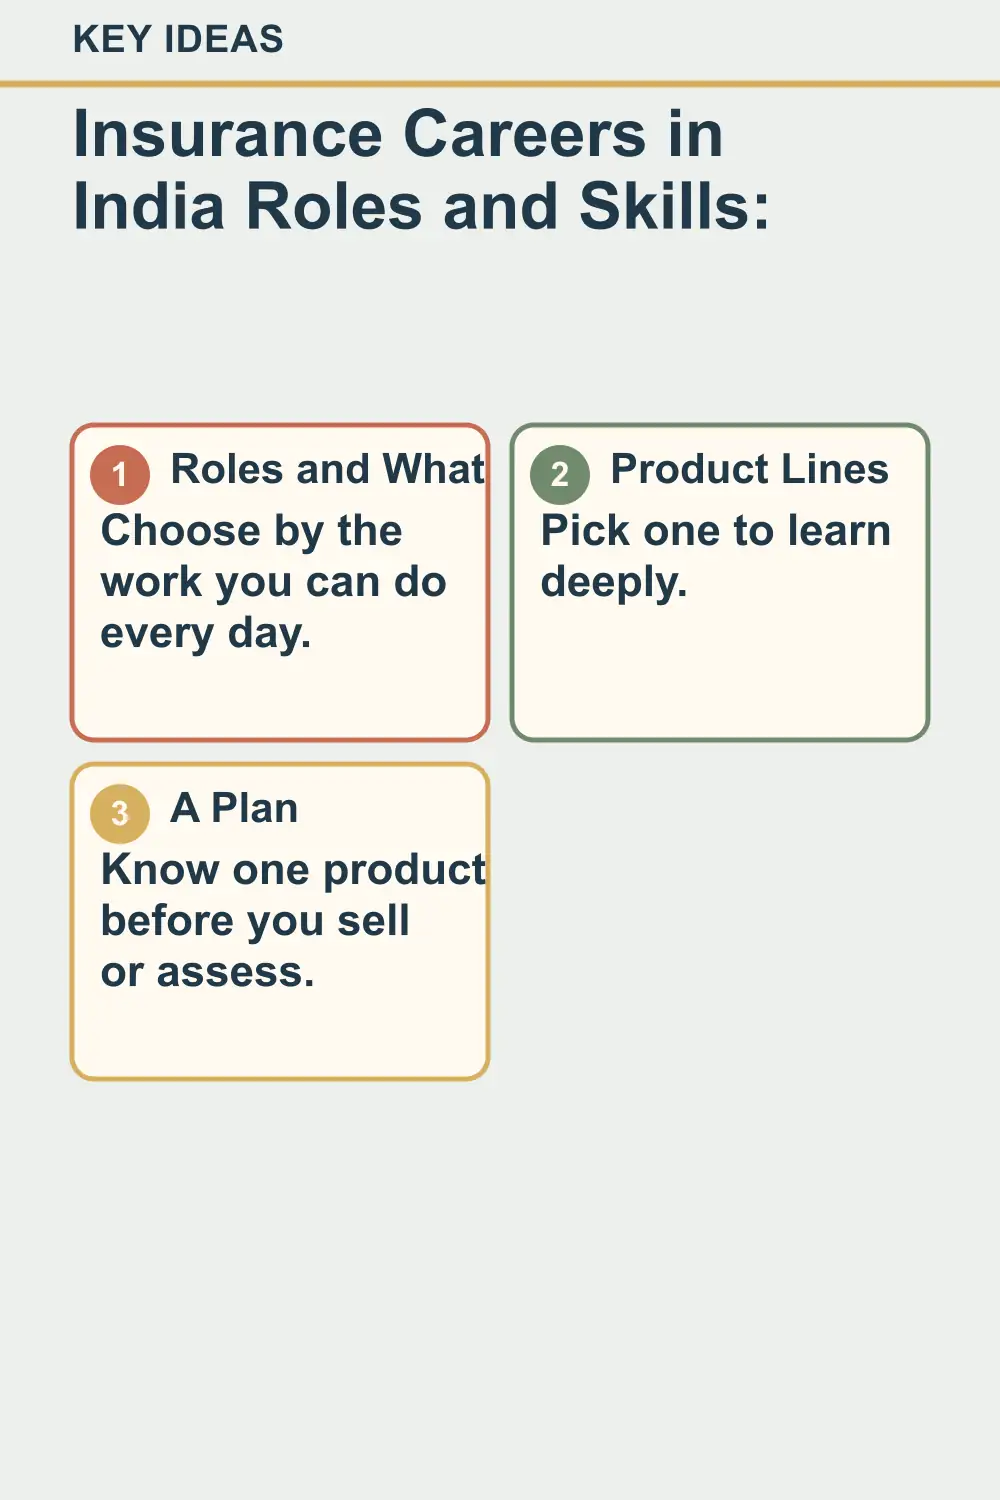 KEY IDEAS
Insurance Careers in
India Roles and Skills:
1 Roles and What
Choose by the
work you can do
every day.
2 Product Lines
Pick one to learn
deeply.
3 A Plan
Know one product
before you sell
or assess.